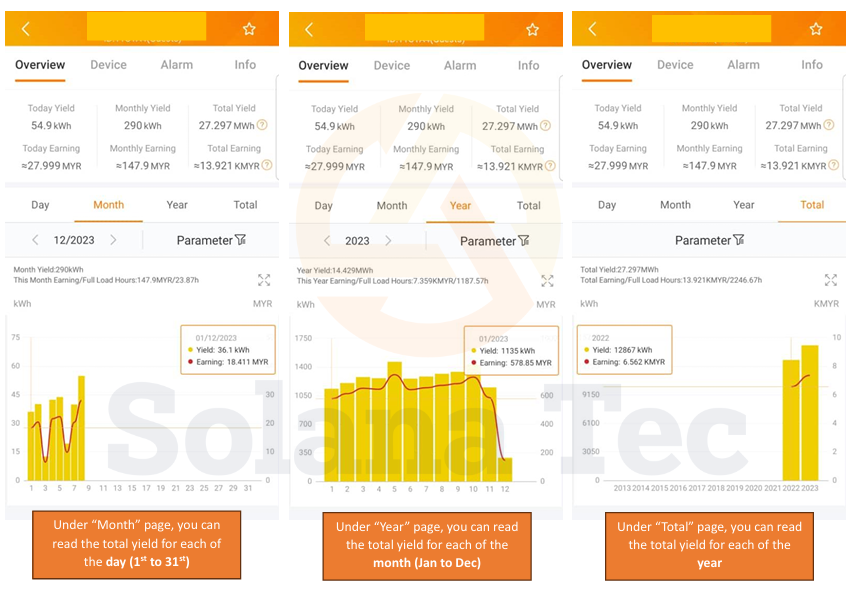 Overview Device Alarm Info
Today Yield Monthly Yield Total Yield
54.9 kWh 290 kWh 27.297 MWh ?
Today Earning Monthly Earning Total Earning
≈27.999 MYR ≈147.9 MYR ≈13.921 KMYR ?
Day Month Year Total
12/2023 Parameter
Month Yield:290kWh
This Month Earning/Full Load Hours:147.9MYR/23.87h
kWh MYR
01/12/2023
Yield: 36.1 kWh
Earning: 18.411 MYR
75
60
45
30
15
0
30
20
10
0
1 3 5 7 9 11 13 15 17 19 21 23 25 27 29 31
Under “Month” page, you can
read the total yield for each of
the day (1st to 31st)
Overview Device Alarm Info
Today Yield Monthly Yield Total Yield
54.9 kWh 290 kWh 27.297 MWh ?
Today Earning Monthly Earning Total Earning
≈27.999 MYR ≈147.9 MYR ≈13.921 KMYR ?
Day Month Year Total
2023 Parameter
Year Yield:14.429MWh
This Year Earning/Full Load Hours:7.359KMYR/1187.57h
kWh MYR
01/2023
Yield: 1135 kWh
Earning: 578.85 MYR
1750
1400
1050
700
350
0
600
400
200
0
1 2 3 4 5 6 7 8 9 10 11 12
Under “Year” page, you can read
the total yield for each of the
month (Jan to Dec)
Overview Device Alarm Info
Today Yield Monthly Yield Total Yield
54.9 kWh 290 kWh 27.297 MWh ?
Today Earning Monthly Earning Total Earning
≈27.999 MYR ≈147.9 MYR ≈13.921 KMYR ?
Day Month Year Total
Parameter
Total Yield:27.297MWh
Total Earning/Full Load Hours:13.921KMYR/2246.67h
kWh KMYR
2022
Yield: 12867 kWh
Earning: 6.562 KMYR
9150
6100
3050
0
10
8
6
4
2
0
2013 2014 2015 2016 2017 2018 2019 2020 2021 2022 2023
Under “Total” page, you can read
the total yield for each of the
year
Solana Tec